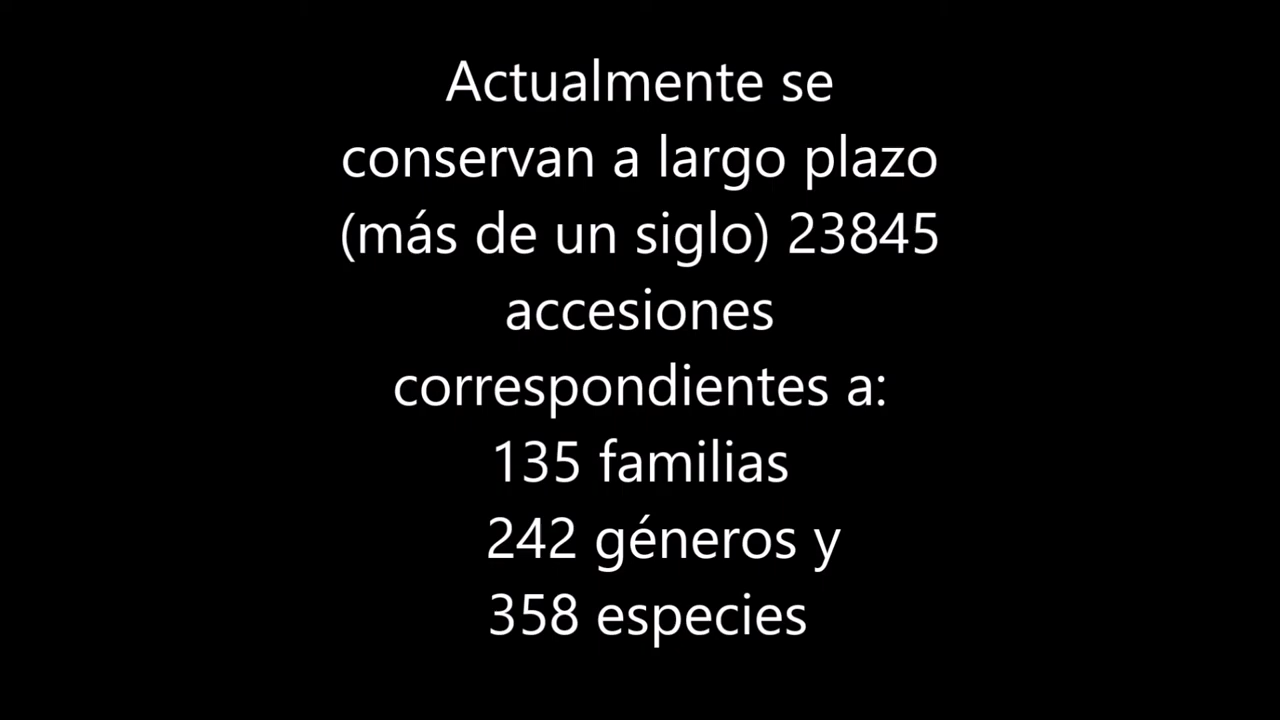 Actualmente se
conservan a largo plazo
(más de un siglo) 23845
accesiones
correspondientes a:
135 familias
242 géneros y
358 especies